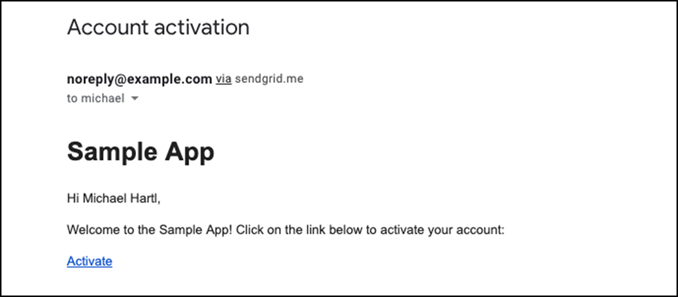 Account activation
noreply@example.com via sendgrid.me
to michael
Sample App
Hi Michael Hartl,
Welcome to the Sample App! Click on the link below to activate your account:
Activate